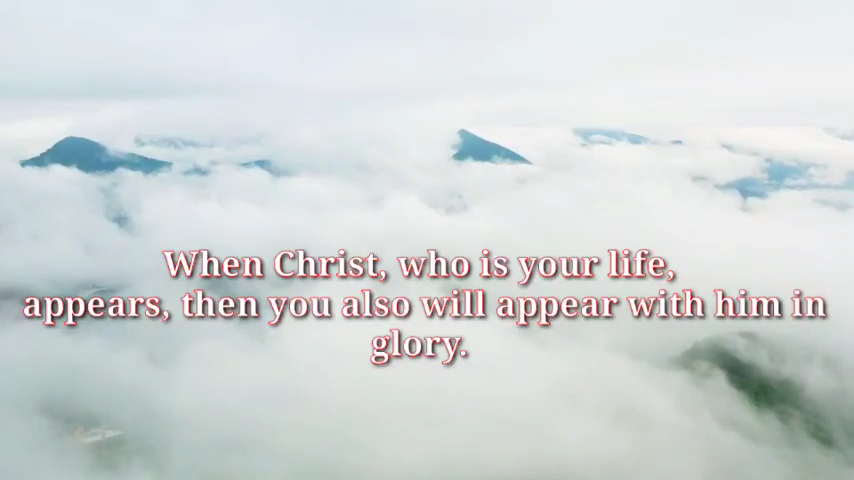 When Christ, who is your life,
appears, then you also will appear with him in
glory.